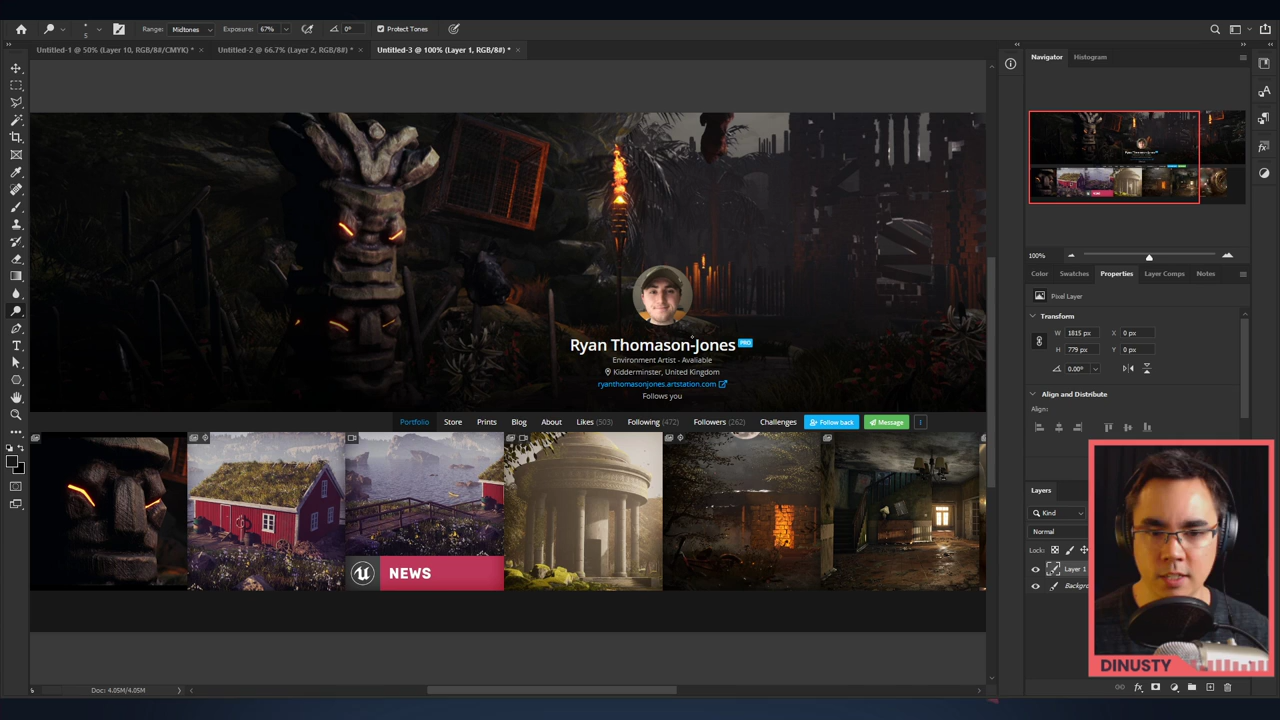 Range: Midtones Exposure: 67% 0° Protect Tones
5
Untitled-1 @ 50% (Layer 10, RGB/8#/CMYK) * × Untitled-2 @ 66.7% (Layer 2, RGB/8#) * × Untitled-3 @ 100% (Layer 1, RGB/8#) * ×
Navigator Histogram
100%
Color Swatches Properties Layer Comps Notes
Pixel Layer
Transform
W 1815 px X 0 px
H 779 px Y 0 px
0.00°
Align and Distribute
Align:
Layers
Kind
Normal
Lock:
Layer 1
Ryan Thomason-Jones PRO
Environment Artist - Avaliable
Kidderminster, United Kingdom
ryanthomasonjones.artstation.com
Follows you
Portfolio Store Prints Blog About Likes (503) Following (472) Followers (262) Challenges Follow back Message
NEWS
DINUSTY
Doc: 4.05M/4.05M